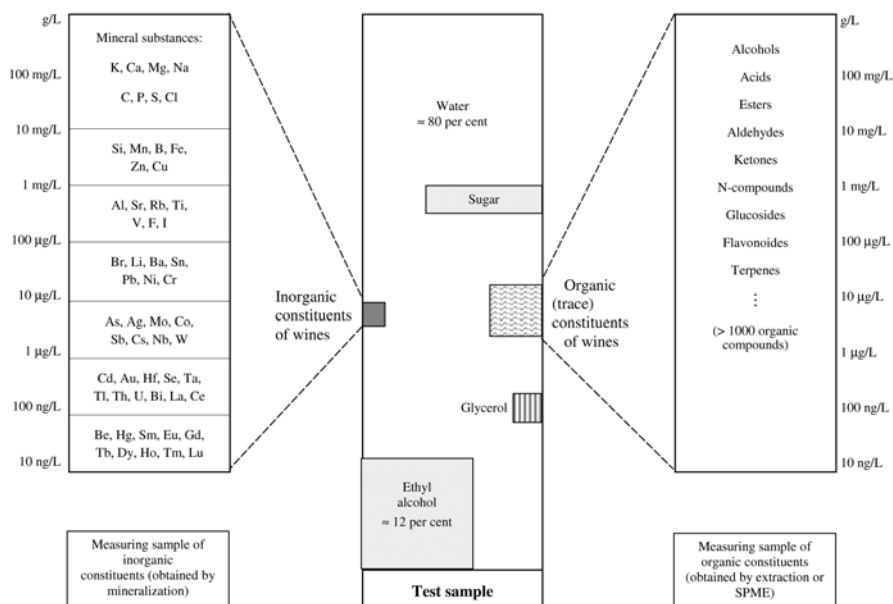 g/L
100 mg/L
10 mg/L
1 mg/L
100 μg/L
10 μg/L
1 μg/L
100 ng/L
10 ng/L
Mineral substances:
K, Ca, Mg, Na
C, P, S, Cl
Si, Mn, B, Fe,
Zn, Cu
Al, Sr, Rb, Ti,
V, F, I
Br, Li, Ba, Sn,
Pb, Ni, Cr
As, Ag, Mo, Co,
Sb, Cs, Nb, W
Cd, Au, Hf, Se, Ta,
Tl, Th, U, Bi, La, Ce
Be, Hg, Sm, Eu, Gd,
Tb, Dy, Ho, Tm, Lu
Measuring sample of
inorganic
constituents (obtained by
mineralization)
Inorganic
constituents
of wines
Water
≈ 80 per cent
Sugar
Glycerol
Ethyl
alcohol
≈ 12 per cent
Test sample
Organic
(trace)
constituents
of wines
Alcohols
Acids
Esters
Aldehydes
Ketones
N-compounds
Glucosides
Flavonoides
Terpenes
⋮
(> 1000 organic
compounds)
Measuring sample of
organic constituents
(obtained by extraction or
SPME)
g/L
100 mg/L
10 mg/L
1 mg/L
100 μg/L
10 μg/L
1 μg/L
100 ng/L
10 ng/L